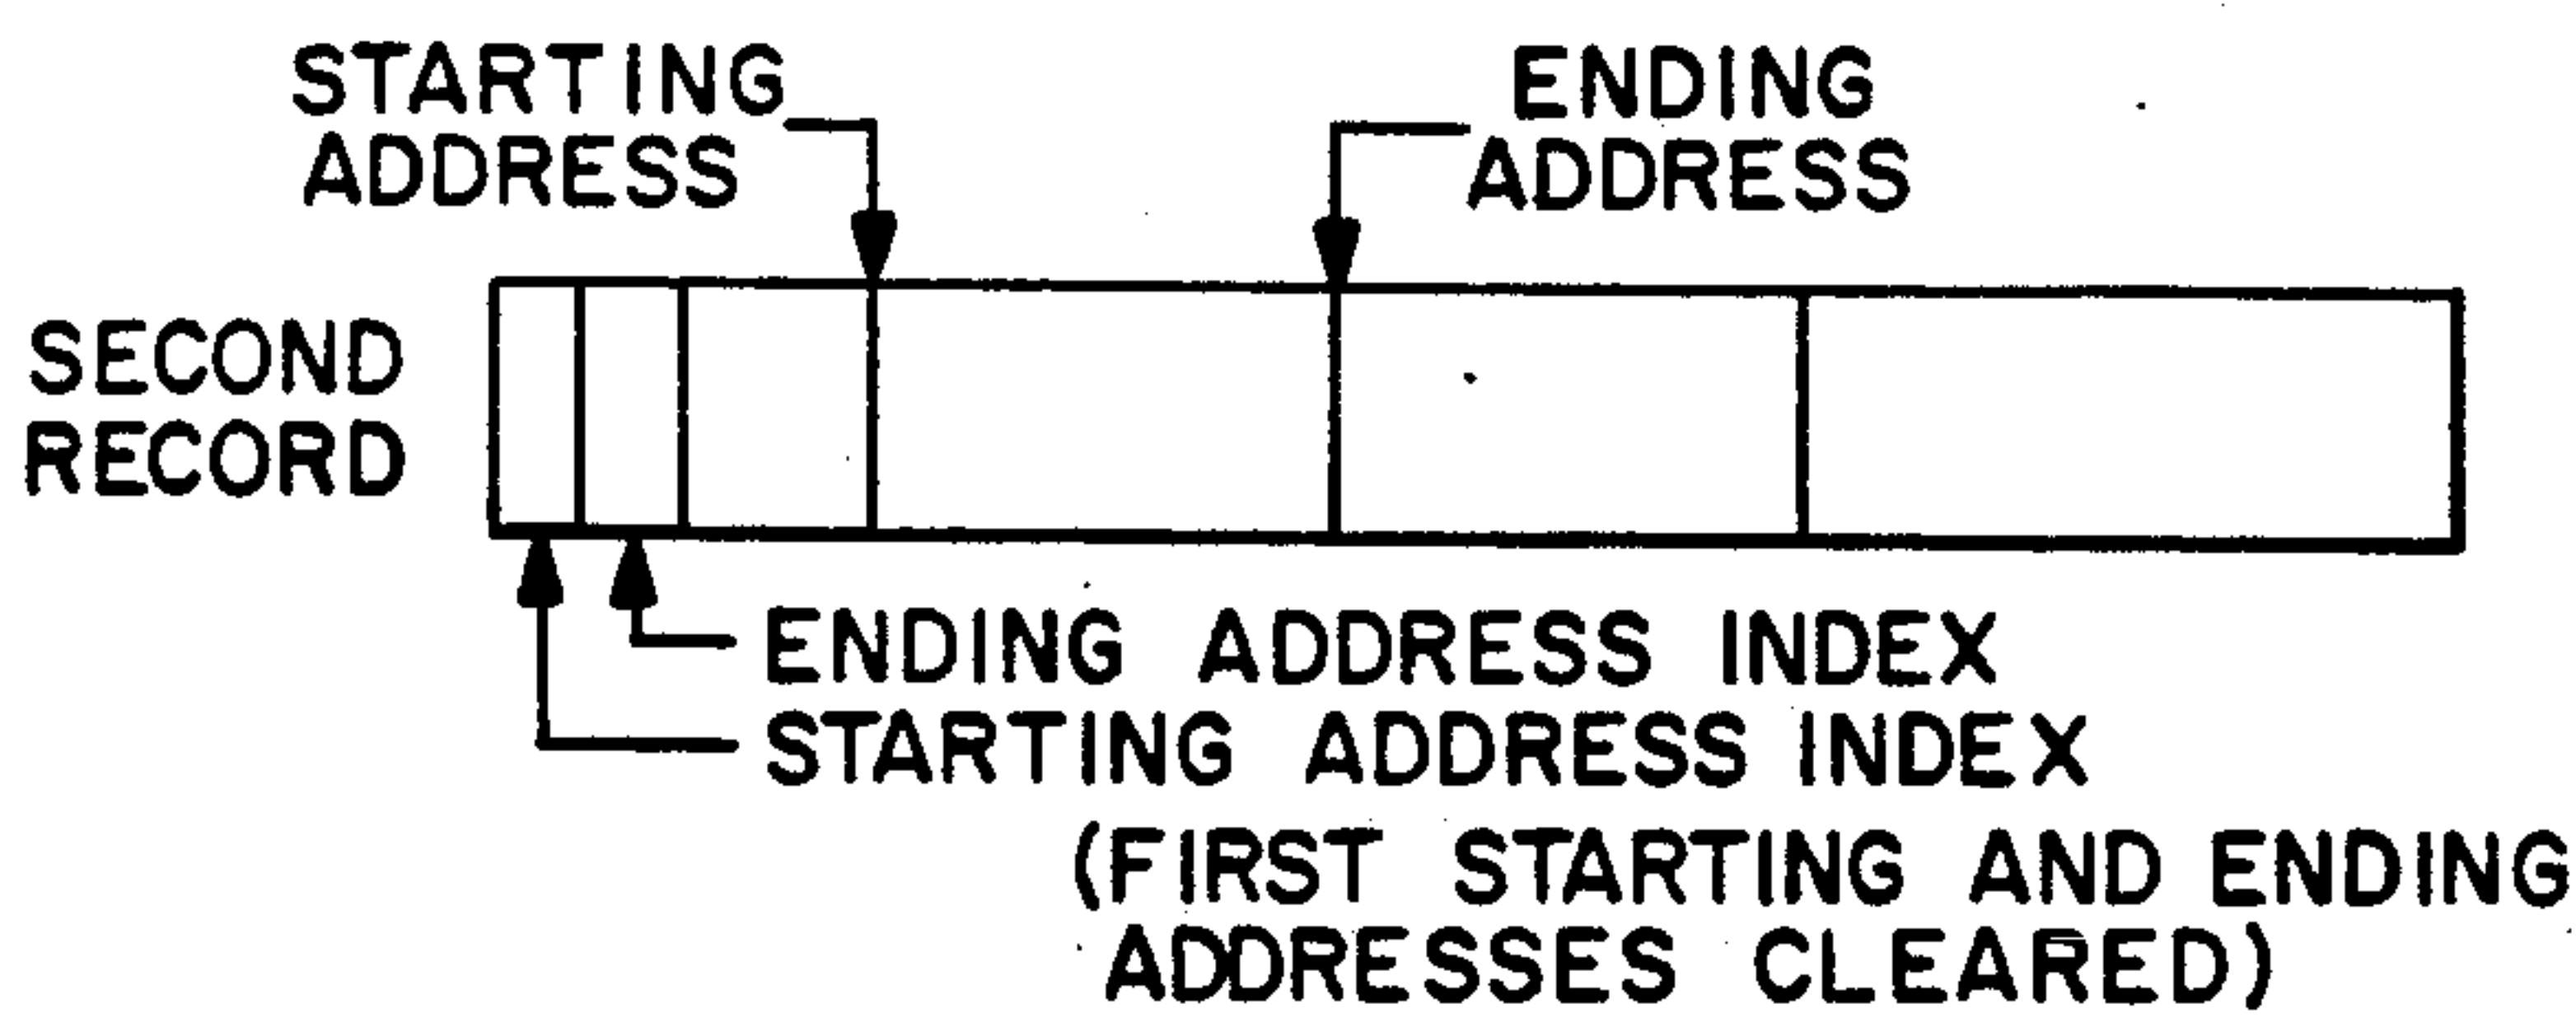 STARTING
ADDRESS
ENDING
ADDRESS
SECOND
RECORD
ENDING ADDRESS INDEX
STARTING ADDRESS INDEX
(FIRST STARTING AND ENDING
ADDRESSES CLEARED)